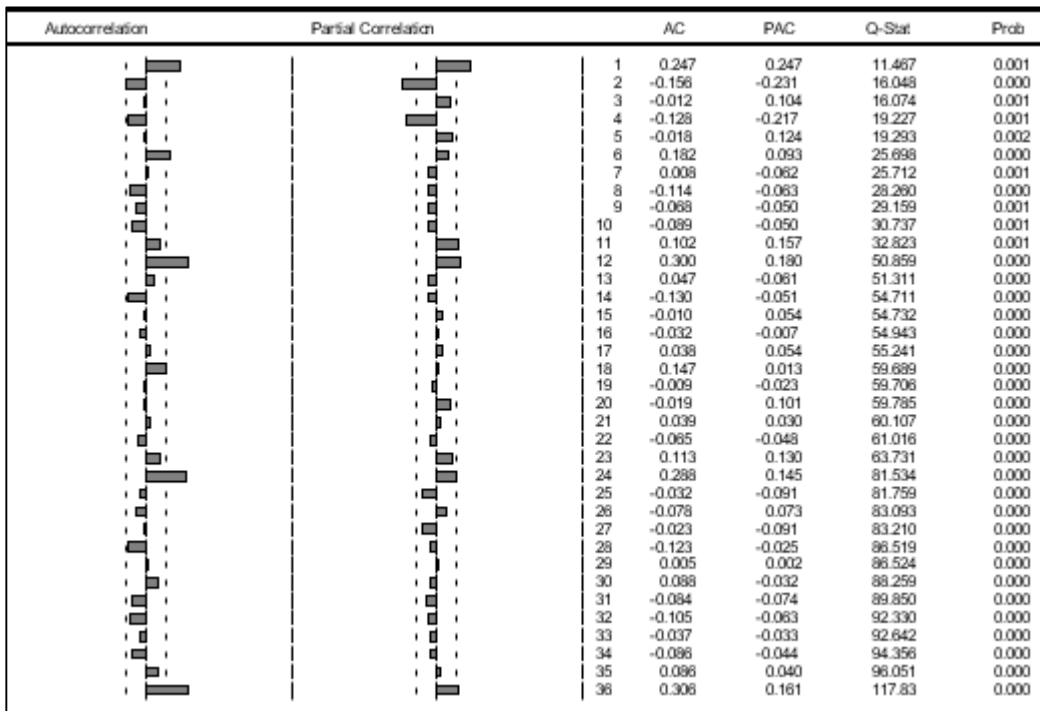 Autocorrelation Partial Correlation AC PAC Q-Stat Prob
1 0.247 0.247 11.467 0.001
2 -0.156 -0.231 16.048 0.000
3 -0.012 0.104 16.074 0.001
4 -0.128 -0.217 19.227 0.001
5 -0.018 0.124 19.293 0.002
6 0.182 0.093 25.698 0.000
7 0.008 -0.062 25.712 0.001
8 -0.114 -0.063 28.260 0.000
9 -0.068 -0.050 29.159 0.001
10 -0.089 -0.050 30.737 0.001
11 0.102 0.157 32.823 0.001
12 0.300 0.180 50.859 0.000
13 0.047 -0.061 51.311 0.000
14 -0.130 -0.051 54.711 0.000
15 -0.010 0.054 54.732 0.000
16 -0.032 -0.007 54.943 0.000
17 0.038 0.054 55.241 0.000
18 0.147 0.013 59.689 0.000
19 -0.009 -0.023 59.706 0.000
20 -0.019 0.101 59.785 0.000
21 0.039 0.030 60.107 0.000
22 -0.065 -0.048 61.016 0.000
23 0.113 0.130 63.731 0.000
24 0.288 0.145 81.534 0.000
25 -0.032 -0.091 81.759 0.000
26 -0.078 0.073 83.093 0.000
27 -0.023 -0.091 83.210 0.000
28 -0.123 -0.025 86.519 0.000
29 0.005 0.002 86.524 0.000
30 0.088 -0.032 88.259 0.000
31 -0.084 -0.074 89.850 0.000
32 -0.105 -0.063 92.330 0.000
33 -0.037 -0.033 92.642 0.000
34 -0.086 -0.044 94.356 0.000
35 0.086 0.040 96.051 0.000
36 0.306 0.161 117.83 0.000